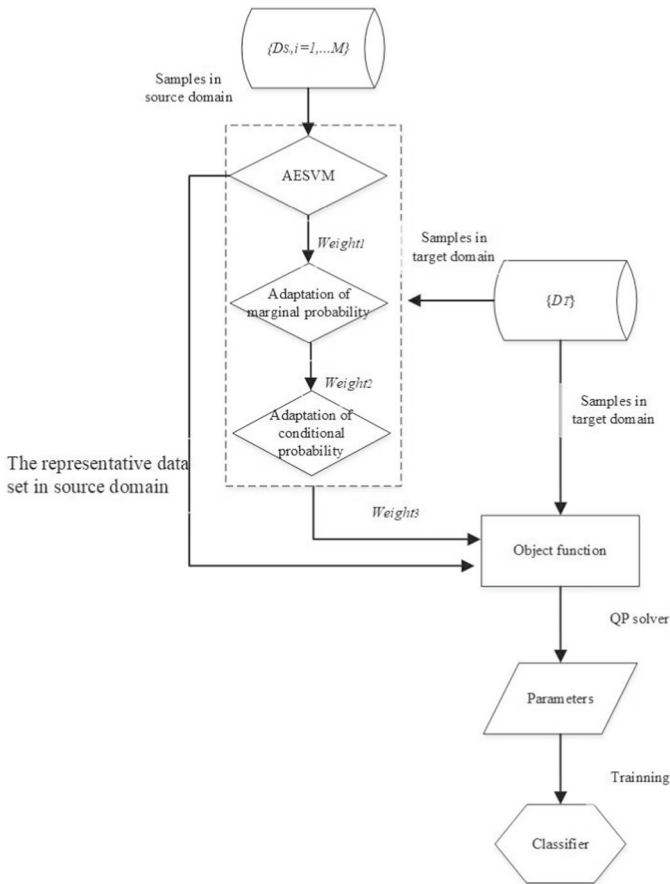 {Ds,i=1,...M}
Samples in
source domain
AESVM
Weight1
Samples in
target domain
Adaptation of
marginal probability
{DT}
Weight2
Adaptation of
conditional
probability
Samples in
target domain
The representative data
set in source domain
Weight3
Object function
QP solver
Parameters
Trainning
Classifier